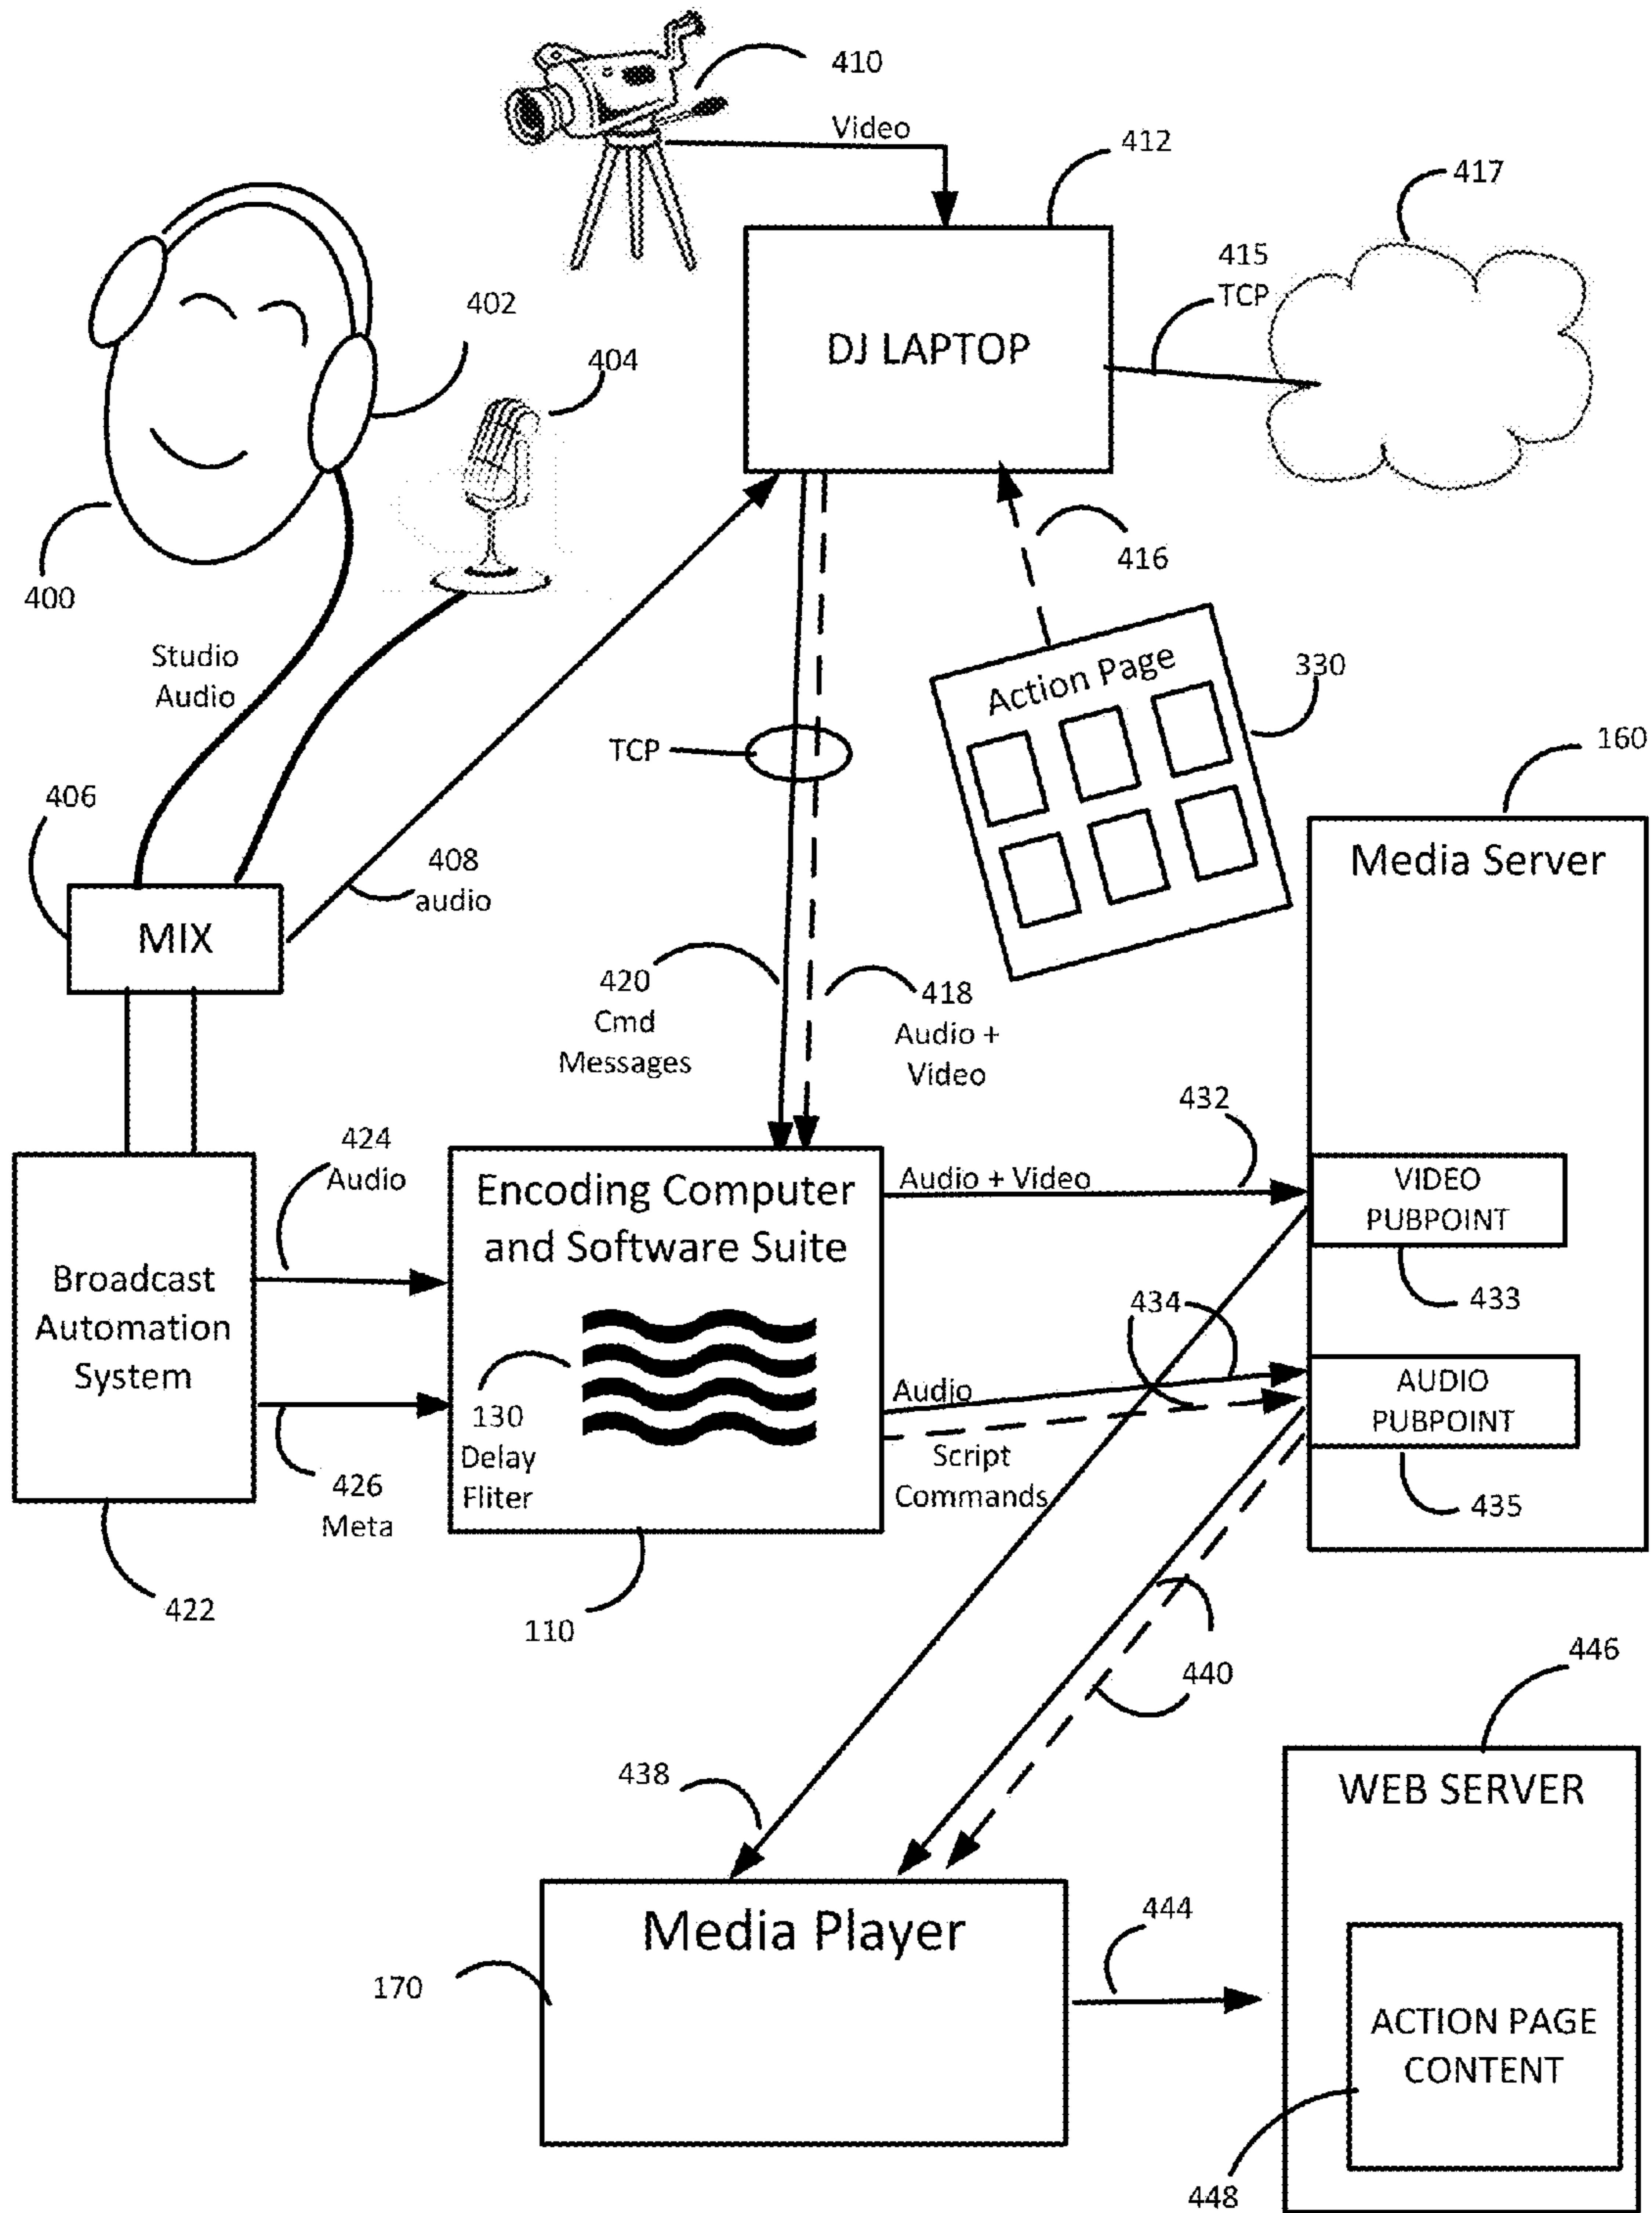 410
Video
412
417
415
TCP
402
404
DJ LAPTOP
400
416
Studio
Audio
Action Page
330
TCP
160
406
408
audio
Media Server
MIX
420
Cmd
Messages
418
Audio +
Video
432
424
Audio
Encoding Computer
and Software Suite
Audio + Video
VIDEO
PUBPOINT
Broadcast
Automation
System
434
433
130
Delay
Fliter
Audio
AUDIO
PUBPOINT
Script
Commands
426
Meta
435
422
110
446
440
438
WEB SERVER
Media Player
444
170
ACTION PAGE
CONTENT
448